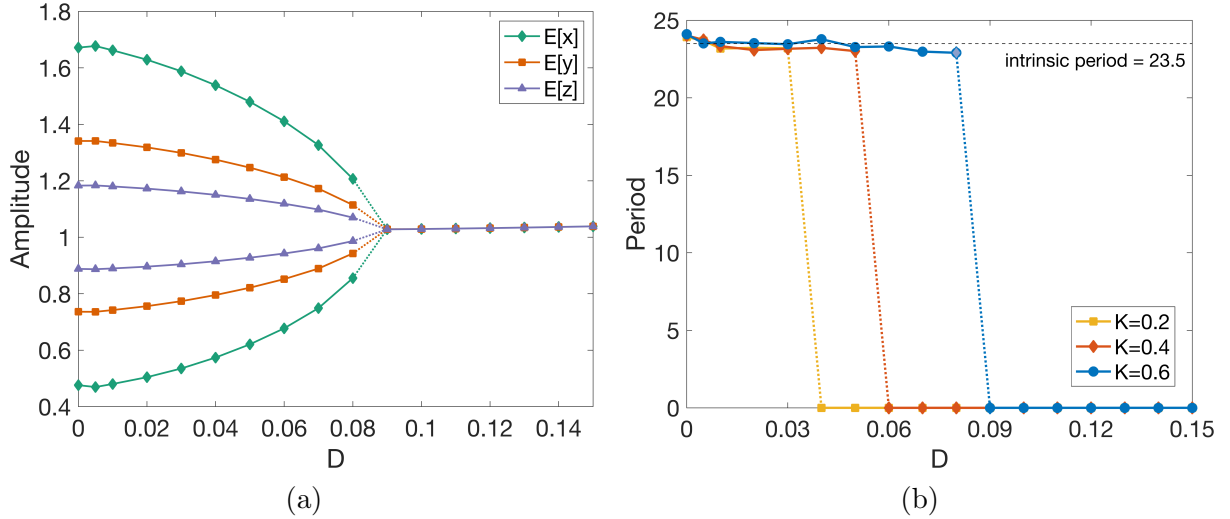 1.8
1.6
1.4
1.2
1
0.8
0.6
0.4
Amplitude
0
0.02
0.04
0.06
0.08
0.1
0.12
0.14
D
E[x]
E[y]
E[z]
(a)
25
20
15
10
5
0
Period
0
0.03
0.06
0.09
0.12
0.15
D
intrinsic period = 23.5
K=0.2
K=0.4
K=0.6
(b)